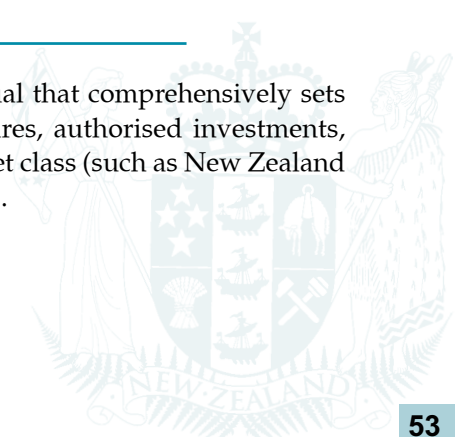 al that comprehensively sets
res, authorised investments,
et class (such as New Zealand
.
NEW·ZEALAND
53